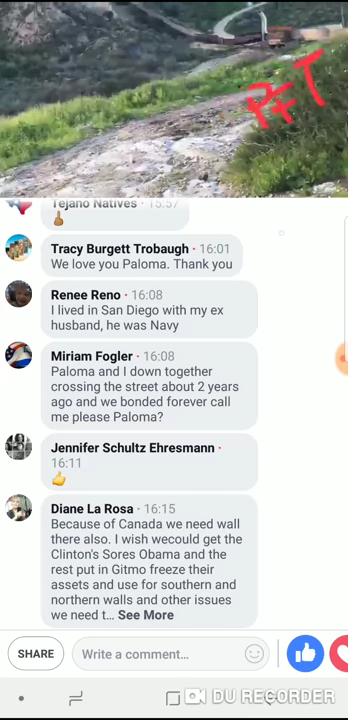 PFT
Tejano Natives · 15:57
Tracy Burgett Trobaugh · 16:01
We love you Paloma. Thank you
Renee Reno · 16:08
I lived in San Diego with my ex
husband, he was Navy
Miriam Fogler · 16:08
Paloma and I down together
crossing the street about 2 years
ago and we bonded forever call
me please Paloma?
Jennifer Schultz Ehresmann ·
16:11
Diane La Rosa · 16:15
Because of Canada we need wall
there also. I wish wecould get the
Clinton's Sores Obama and the
rest put in Gitmo freeze their
assets and use for southern and
northern walls and other issues
we need t... See More
SHARE
Write a comment...
DU RECORDER